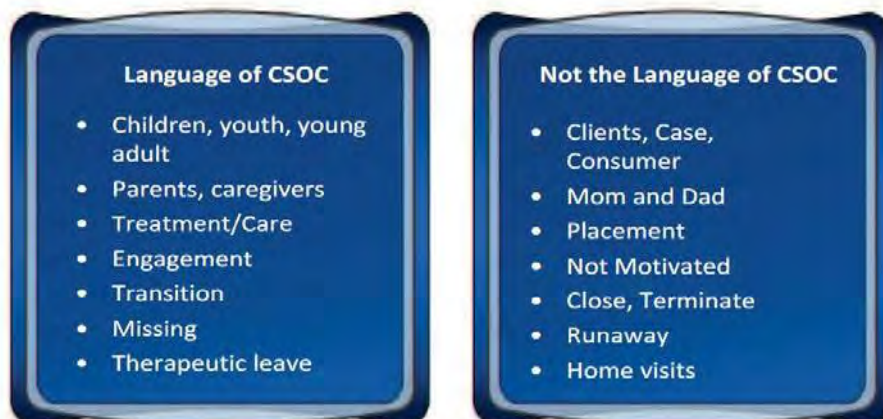 Language of CSOC
• Children, youth, young
adult
• Parents, caregivers
• Treatment/Care
• Engagement
• Transition
• Missing
• Therapeutic leave
Not the Language of CSOC
• Clients, Case,
Consumer
• Mom and Dad
• Placement
• Not Motivated
• Close, Terminate
• Runaway
• Home visits